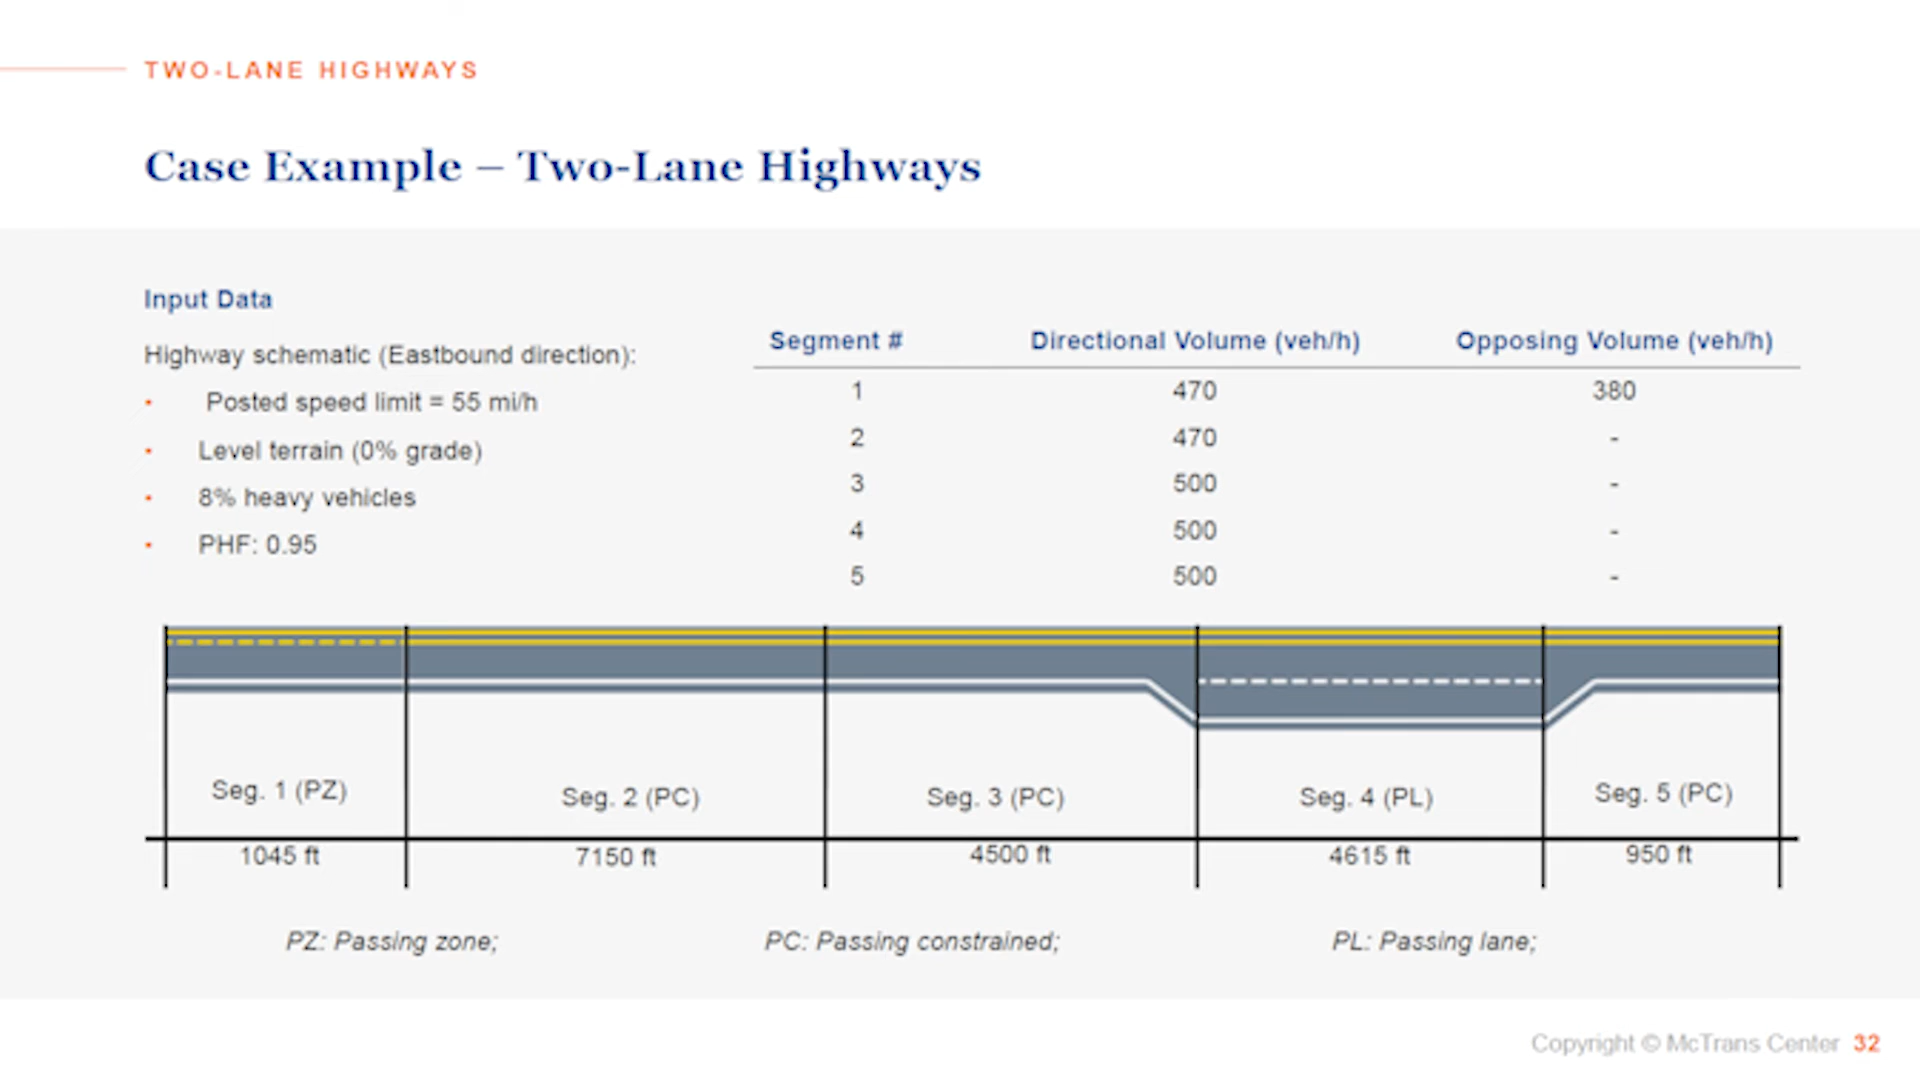 TWO-LANE HIGHWAYS
Case Example – Two-Lane Highways
Input Data
Highway schematic (Eastbound direction):
• Posted speed limit = 55 mi/h
• Level terrain (0% grade)
• 8% heavy vehicles
• PHF: 0.95
Segment # Directional Volume (veh/h) Opposing Volume (veh/h)
1 470 380
2 470 -
3 500 -
4 500 -
5 500 -
Seg. 1 (PZ) Seg. 2 (PC) Seg. 3 (PC) Seg. 4 (PL) Seg. 5 (PC)
1045 ft 7150 ft 4500 ft 4615 ft 950 ft
PZ: Passing zone; PC: Passing constrained; PL: Passing lane;
Copyright © McTrans Center 32